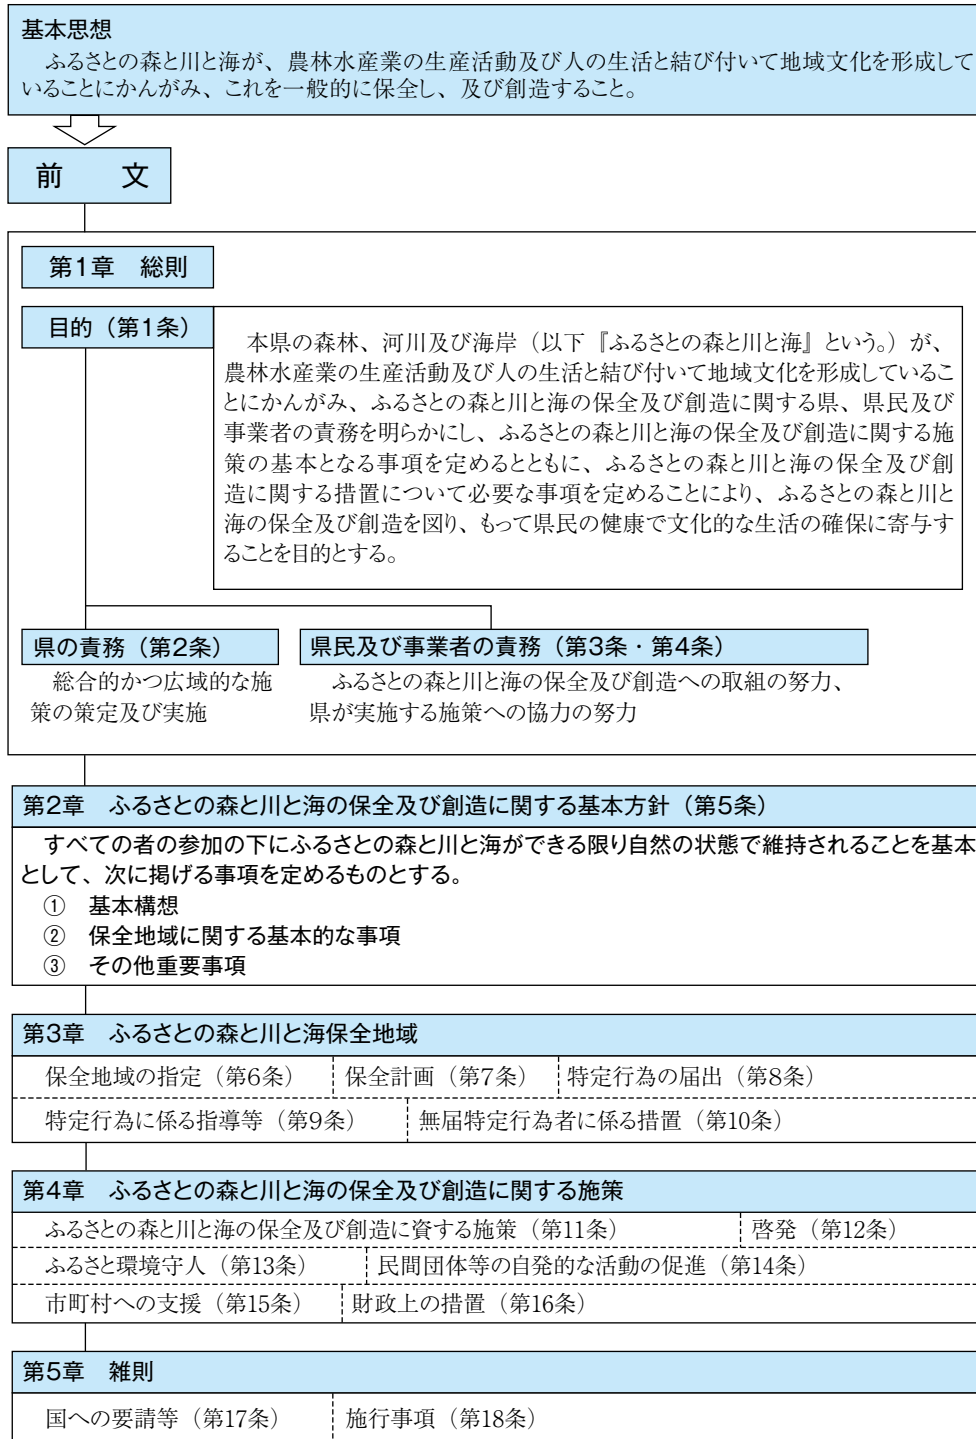 基本思想
ふるさとの森と川と海が、農林水産業の生産活動及び人の生活と結び付いて地域文化を形成して
いることにかんがみ、これを一般的に保全し、及び創造すること。
前　文
第1章　総則
目的（第1条）
本県の森林、河川及び海岸（以下『ふるさとの森と川と海』という。）が、
農林水産業の生産活動及び人の生活と結び付いて地域文化を形成しているこ
とにかんがみ、ふるさとの森と川と海の保全及び創造に関する県、県民及び
事業者の責務を明らかにし、ふるさとの森と川と海の保全及び創造に関する施
策の基本となる事項を定めるとともに、ふるさとの森と川と海の保全及び創
造に関する措置について必要な事項を定めることにより、ふるさとの森と川と
海の保全及び創造を図り、もって県民の健康で文化的な生活の確保に寄与す
ることを目的とする。
県の責務（第2条）
総合的かつ広域的な施
策の策定及び実施
県民及び事業者の責務（第3条・第4条）
ふるさとの森と川と海の保全及び創造への取組の努力、
県が実施する施策への協力の努力
第2章　ふるさとの森と川と海の保全及び創造に関する基本方針（第5条）
すべての者の参加の下にふるさとの森と川と海ができる限り自然の状態で維持されることを基本
として、次に掲げる事項を定めるものとする。
①　基本構想
②　保全地域に関する基本的な事項
③　その他重要事項
第3章　ふるさとの森と川と海保全地域
保全地域の指定（第6条）　保全計画（第7条）　特定行為の届出（第8条）
特定行為に係る指導等（第9条）　無届特定行為者に係る措置（第10条）
第4章　ふるさとの森と川と海の保全及び創造に関する施策
ふるさとの森と川と海の保全及び創造に資する施策（第11条）　啓発（第12条）
ふるさと環境守人（第13条）　民間団体等の自発的な活動の促進（第14条）
市町村への支援（第15条）　財政上の措置（第16条）
第5章　雑則
国への要請等（第17条）　施行事項（第18条）